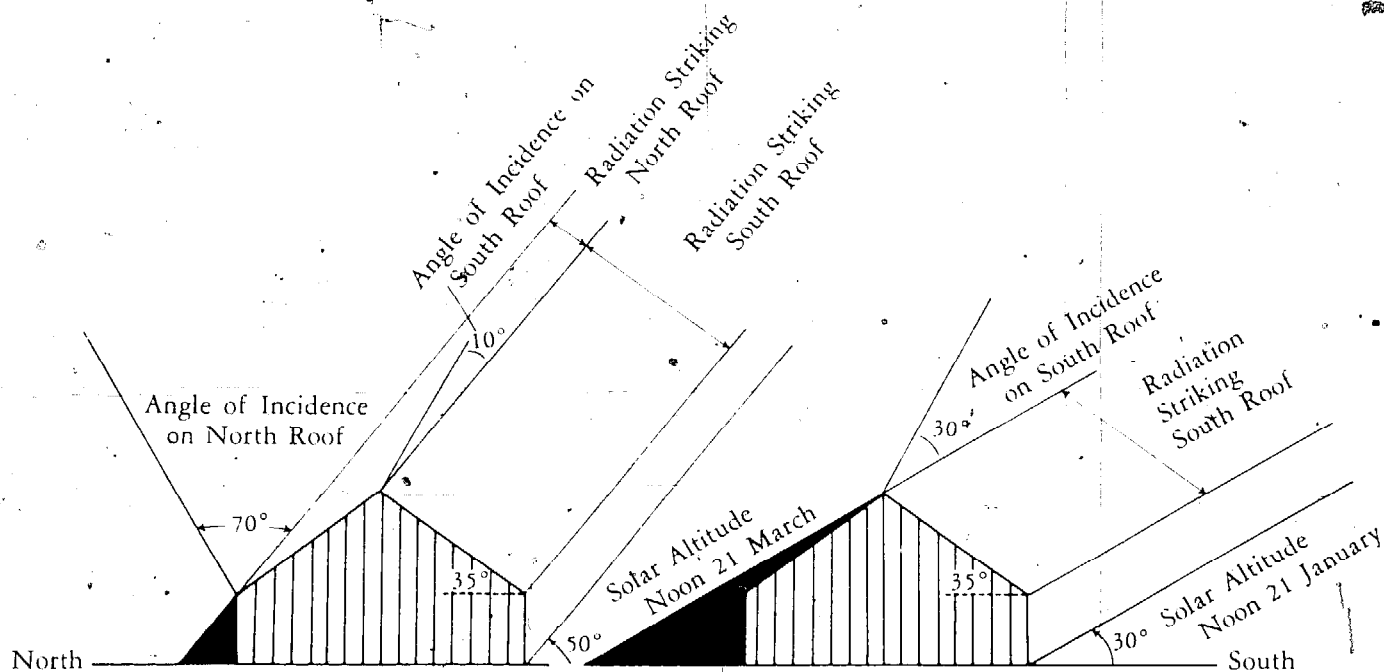 Angle of Incidence on
South Roof
Radiation Striking
North Roof
Radiation Striking
South Roof
10°
Angle of Incidence
on North Roof
70°
35°
50°
Solar Altitude
Noon 21 March
Angle of Incidence
on South Roof
30°
Radiation
Striking
South Roof
35°
30°
Solar Altitude
Noon 21 January
North
South